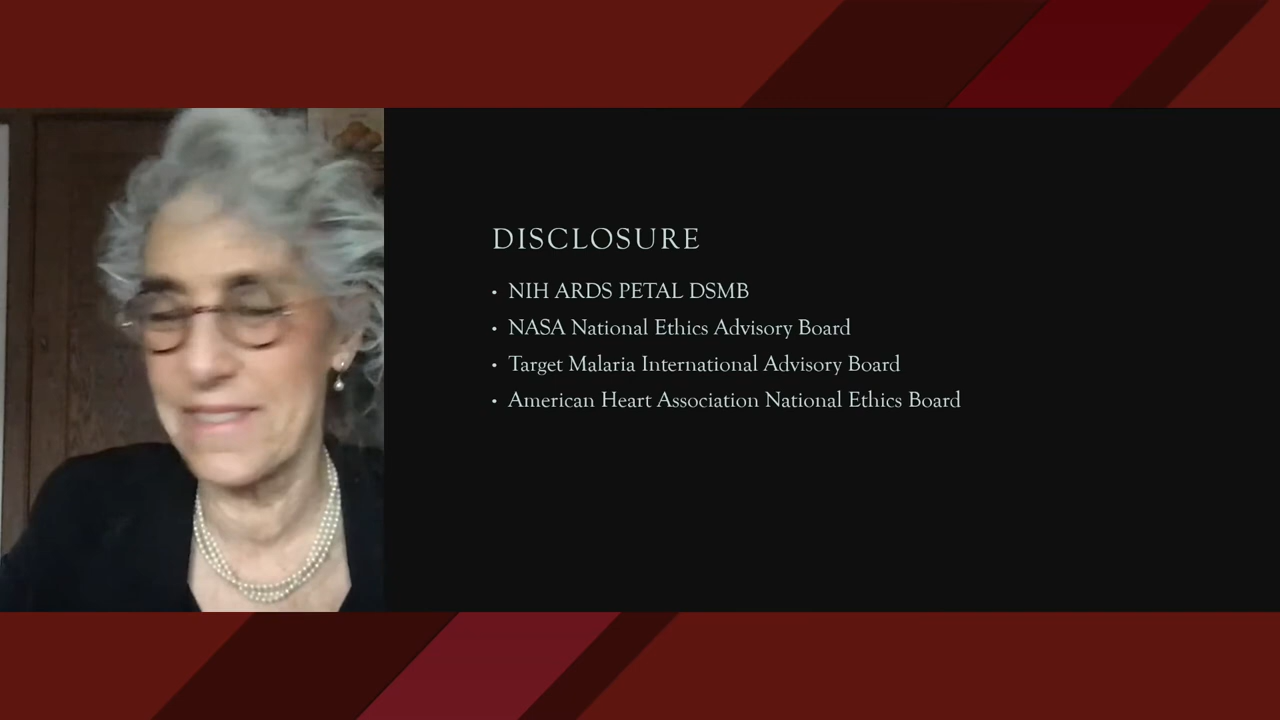 DISCLOSURE
• NIH ARDS PETAL DSMB
• NASA National Ethics Advisory Board
• Target Malaria International Advisory Board
• American Heart Association National Ethics Board